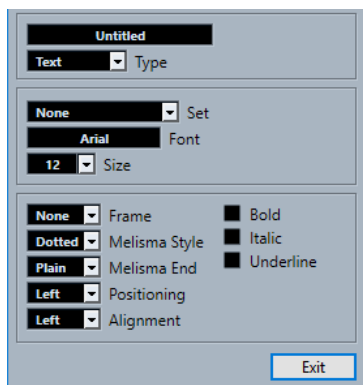 Untitled
Text Type
None Set
Arial Font
12 Size
None Frame Bold
Dotted Melisma Style Italic
Plain Melisma End Underline
Left Positioning
Left Alignment
Exit